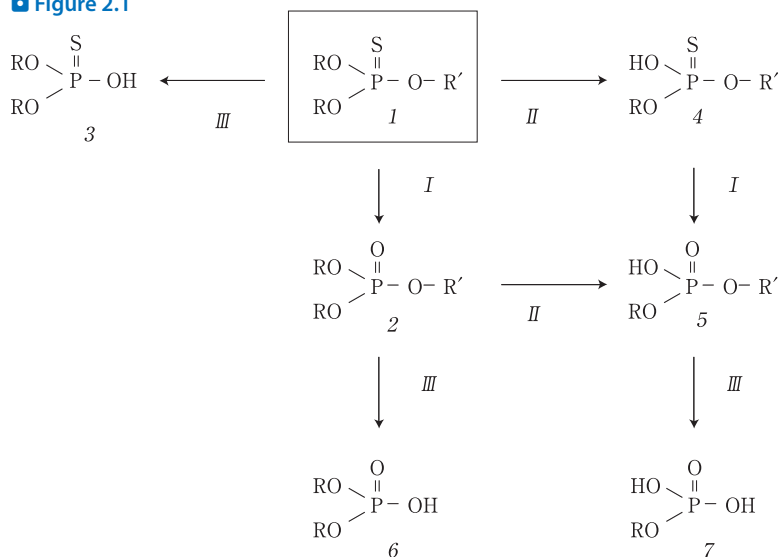 Figure 2.1
S
RO
P − OH
RO
3
III
S
RO
P − O − R′
RO
1
II
S
HO
P − O − R′
RO
4
I
I
O
RO
P − O − R′
RO
2
II
O
HO
P − O − R′
RO
5
III
III
O
RO
P − OH
RO
6
O
HO
P − OH
RO
7